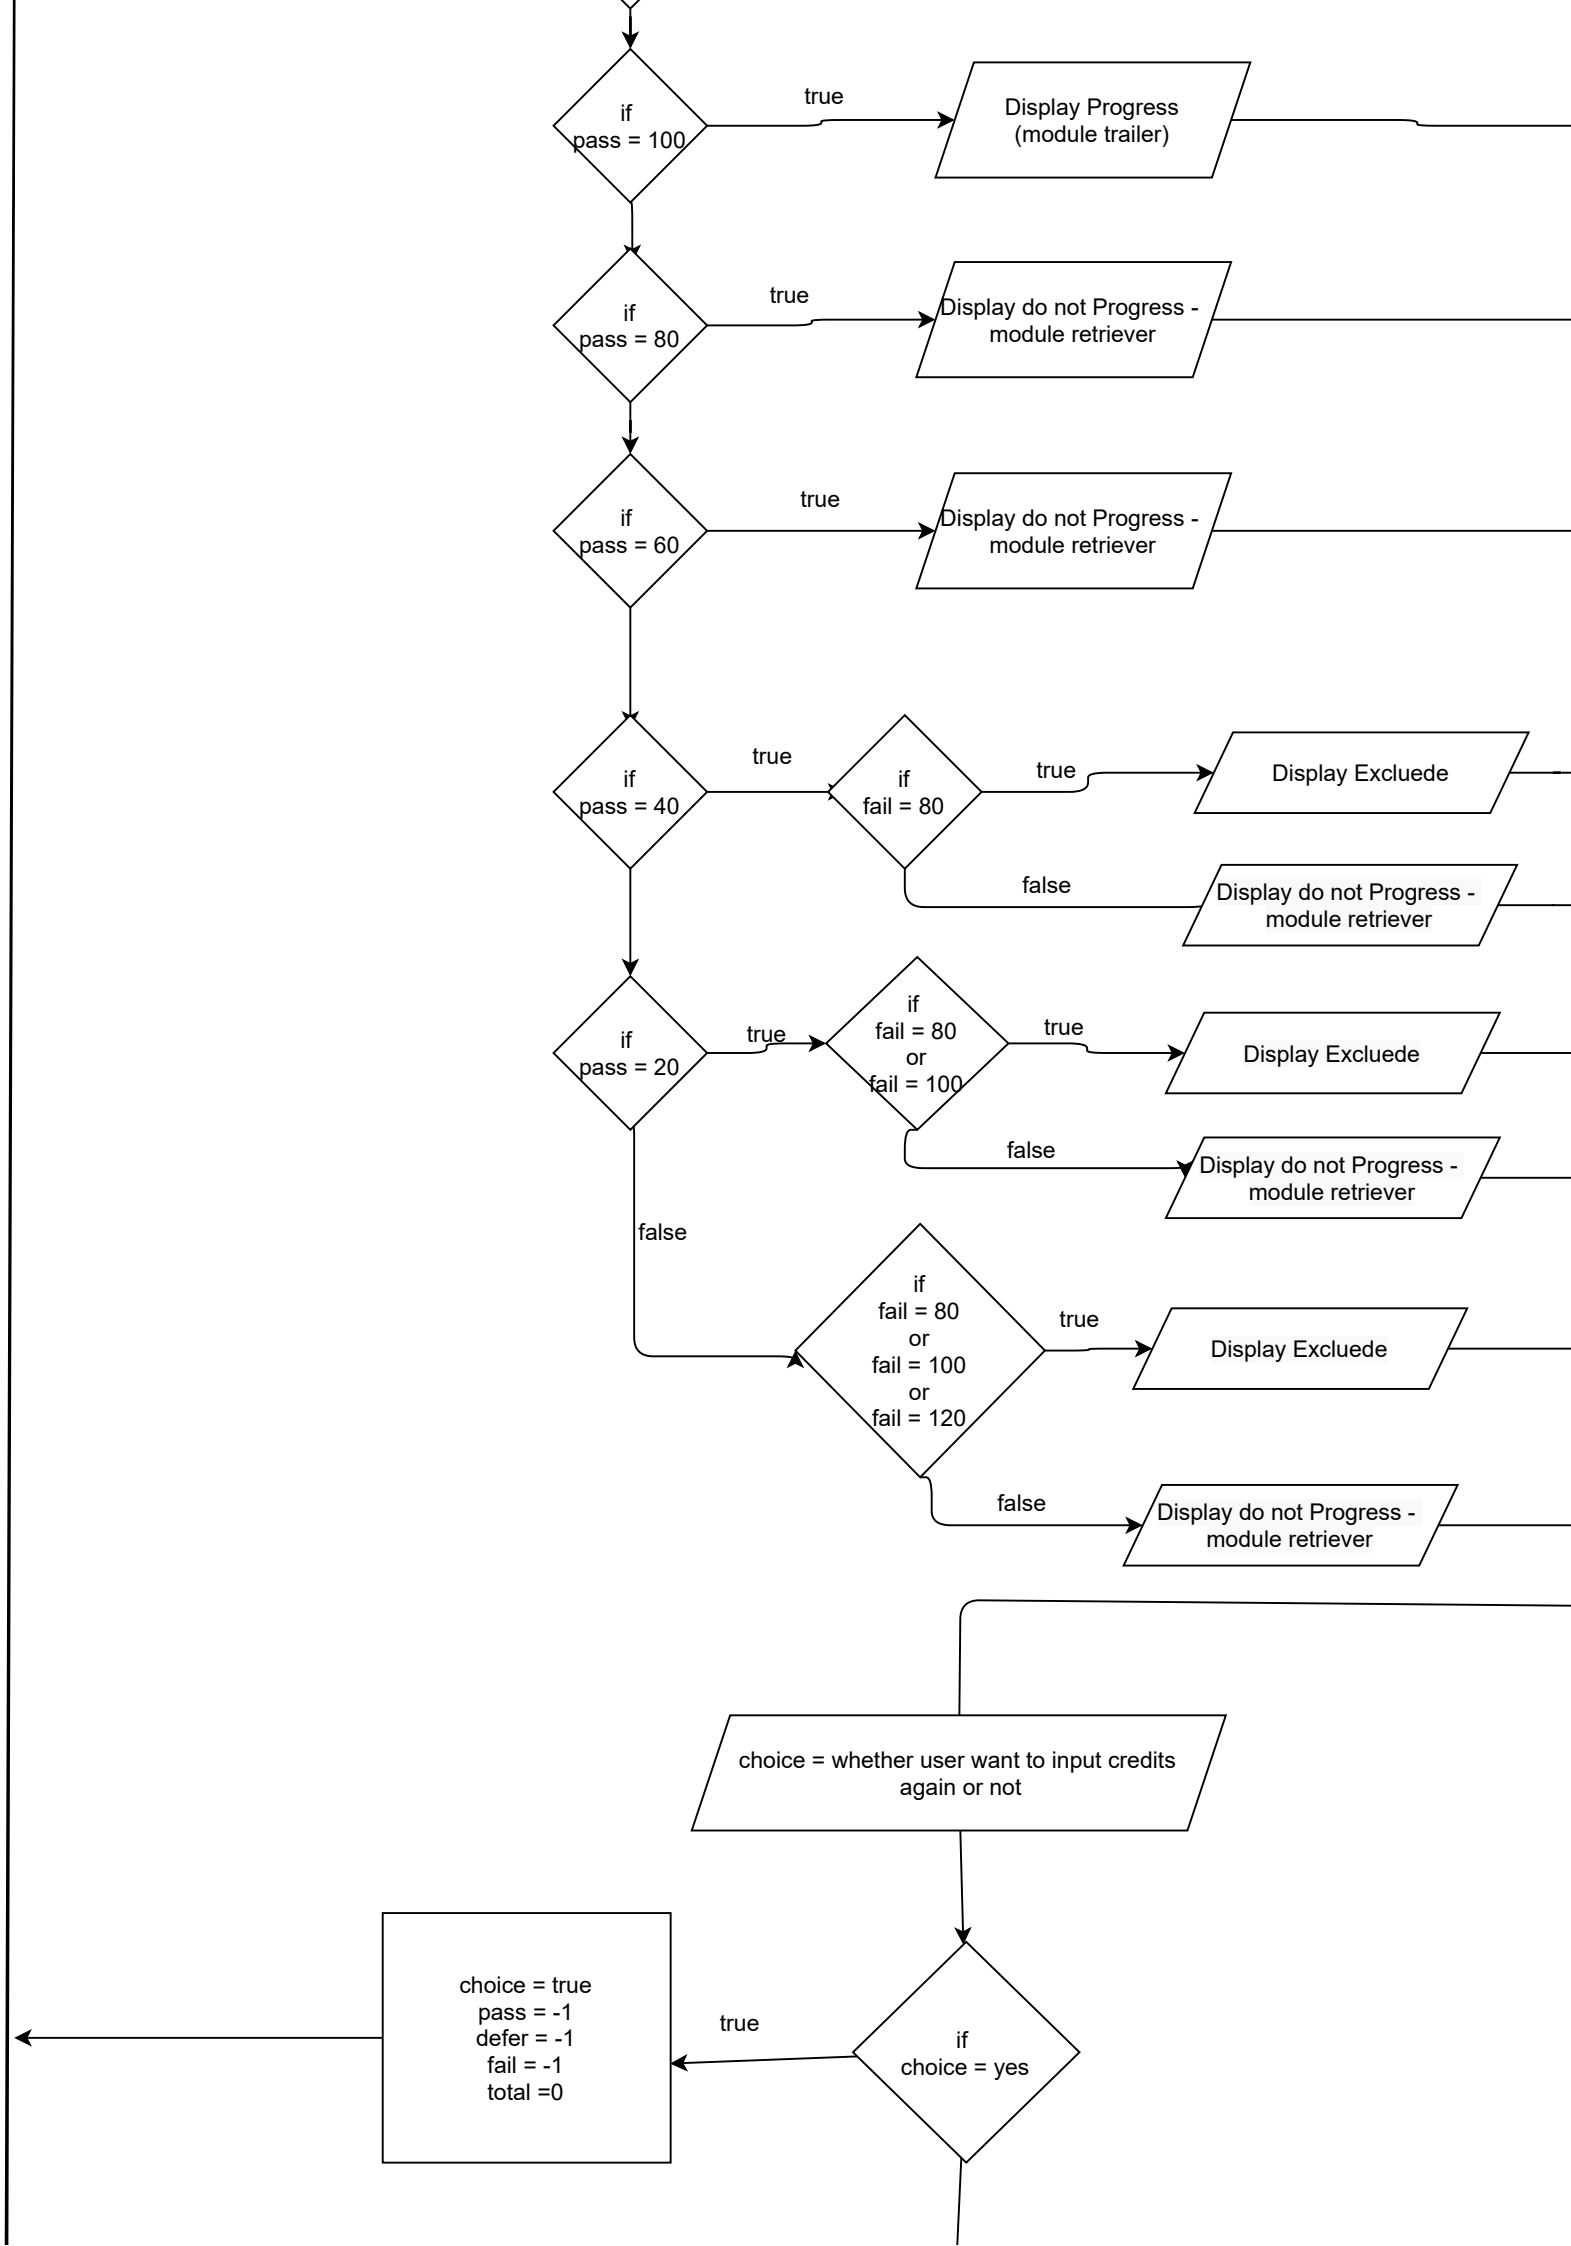 if
pass = 100
true
Display Progress
(module trailer)
if
pass = 80
true
Display do not Progress -
module retriever
if
pass = 60
true
Display do not Progress -
module retriever
if
pass = 40
true
if
fail = 80
true
Display Excluede
false
Display do not Progress -
module retriever
if
pass = 20
true
if
fail = 80
or
fail = 100
true
Display Excluede
false
Display do not Progress -
module retriever
false
if
fail = 80
or
fail = 100
or
fail = 120
true
Display Excluede
false
Display do not Progress -
module retriever
choice = whether user want to input credits
again or not
if
choice = yes
true
choice = true
pass = -1
defer = -1
fail = -1
total =0